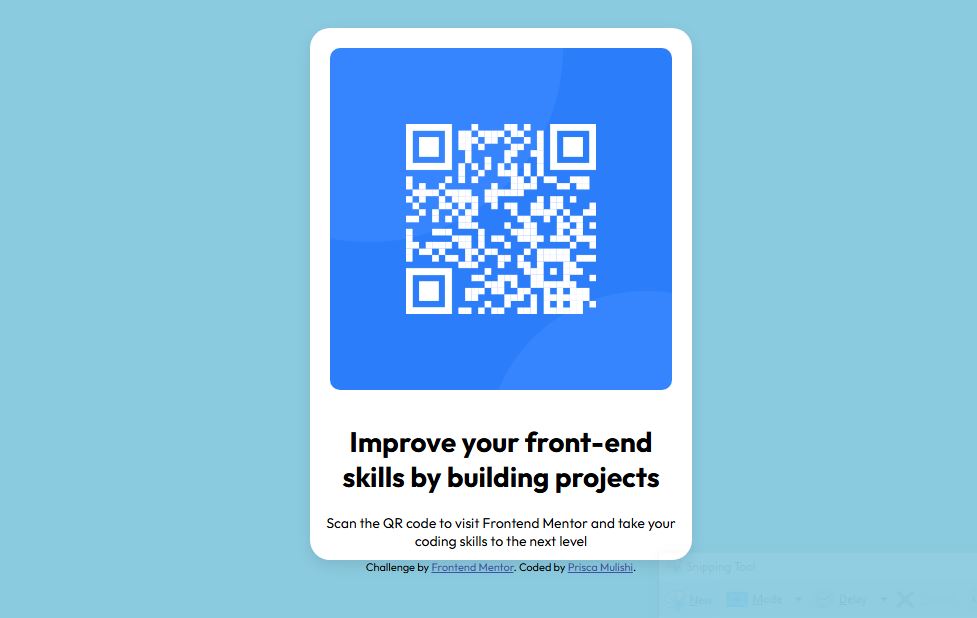 Improve your front-end
skills by building projects
Scan the QR code to visit Frontend Mentor and take your
coding skills to the next level
Challenge by Frontend Mentor. Coded by Prisca Mulishi.
Snipping Tool
New Mode Delay